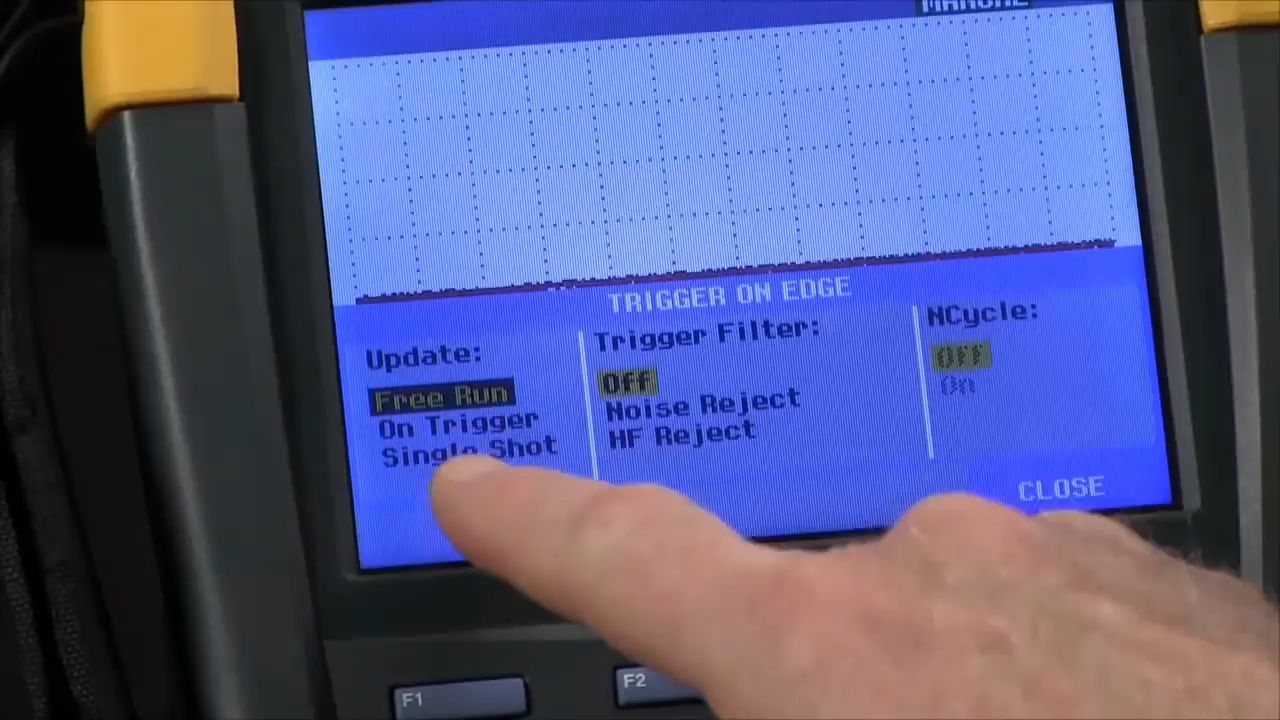 MANUAL
TRIGGER ON EDGE
Update:
Free Run
On Trigger
Single Shot
Trigger Filter:
Off
Noise Reject
HF Reject
NCycle:
Off
On
CLOSE
F1
F2